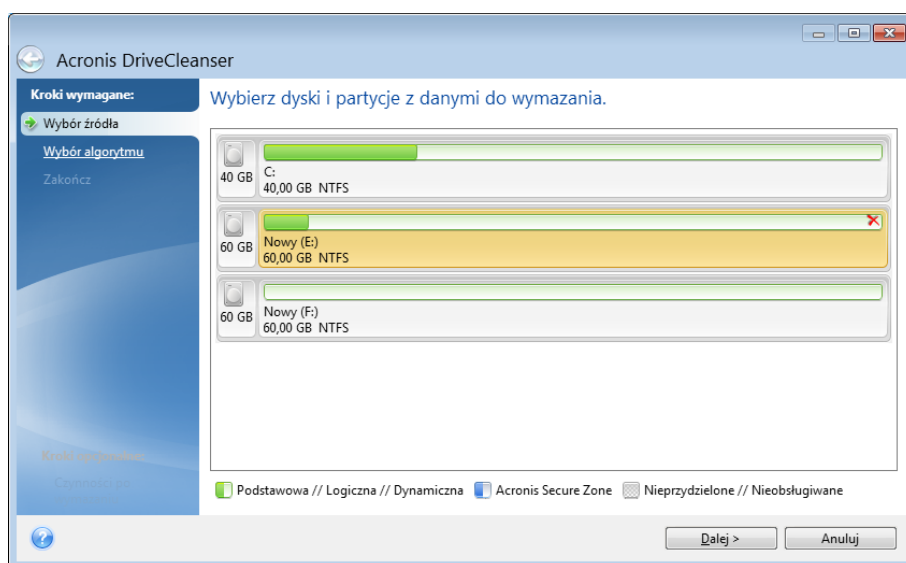 Acronis DriveCleanser
Kroki wymagane:
Wybór źródła
Wybór algorytmu
Zakończ
Wybierz dyski i partycje z danymi do wymazania.
40 GB
C:
40,00 GB NTFS
60 GB
Nowy (E:)
60,00 GB NTFS
60 GB
Nowy (F:)
60,00 GB NTFS
Podstawowa // Logiczna // Dynamiczna Acronis Secure Zone Nieprzydzielone // Nieobsługiwane
Dalej > Anuluj